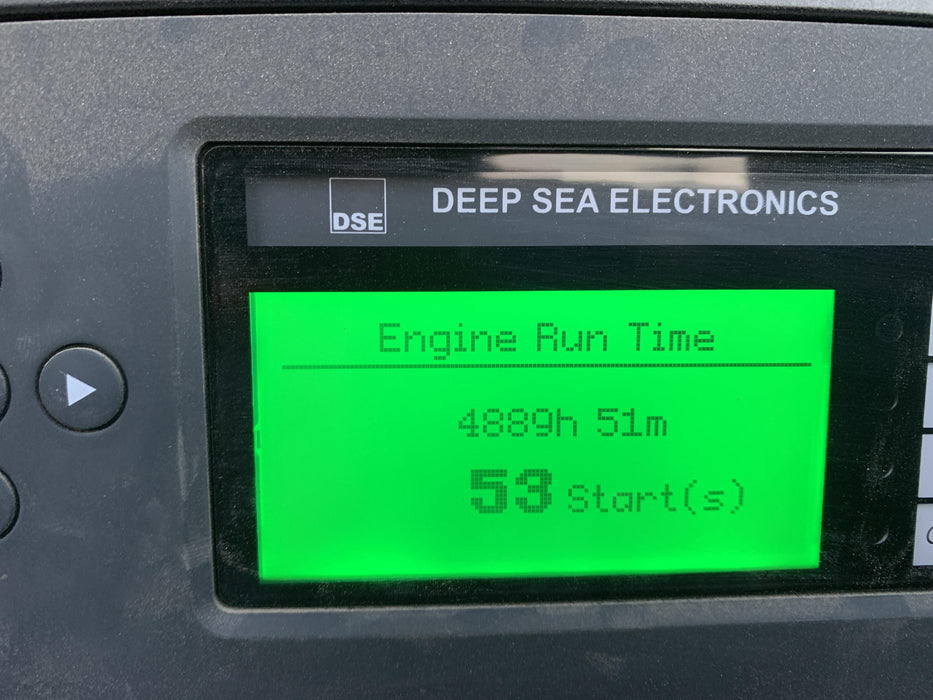 DSE
DEEP SEA ELECTRONICS
Engine Run Time
4889h 51m
53 Start(s)